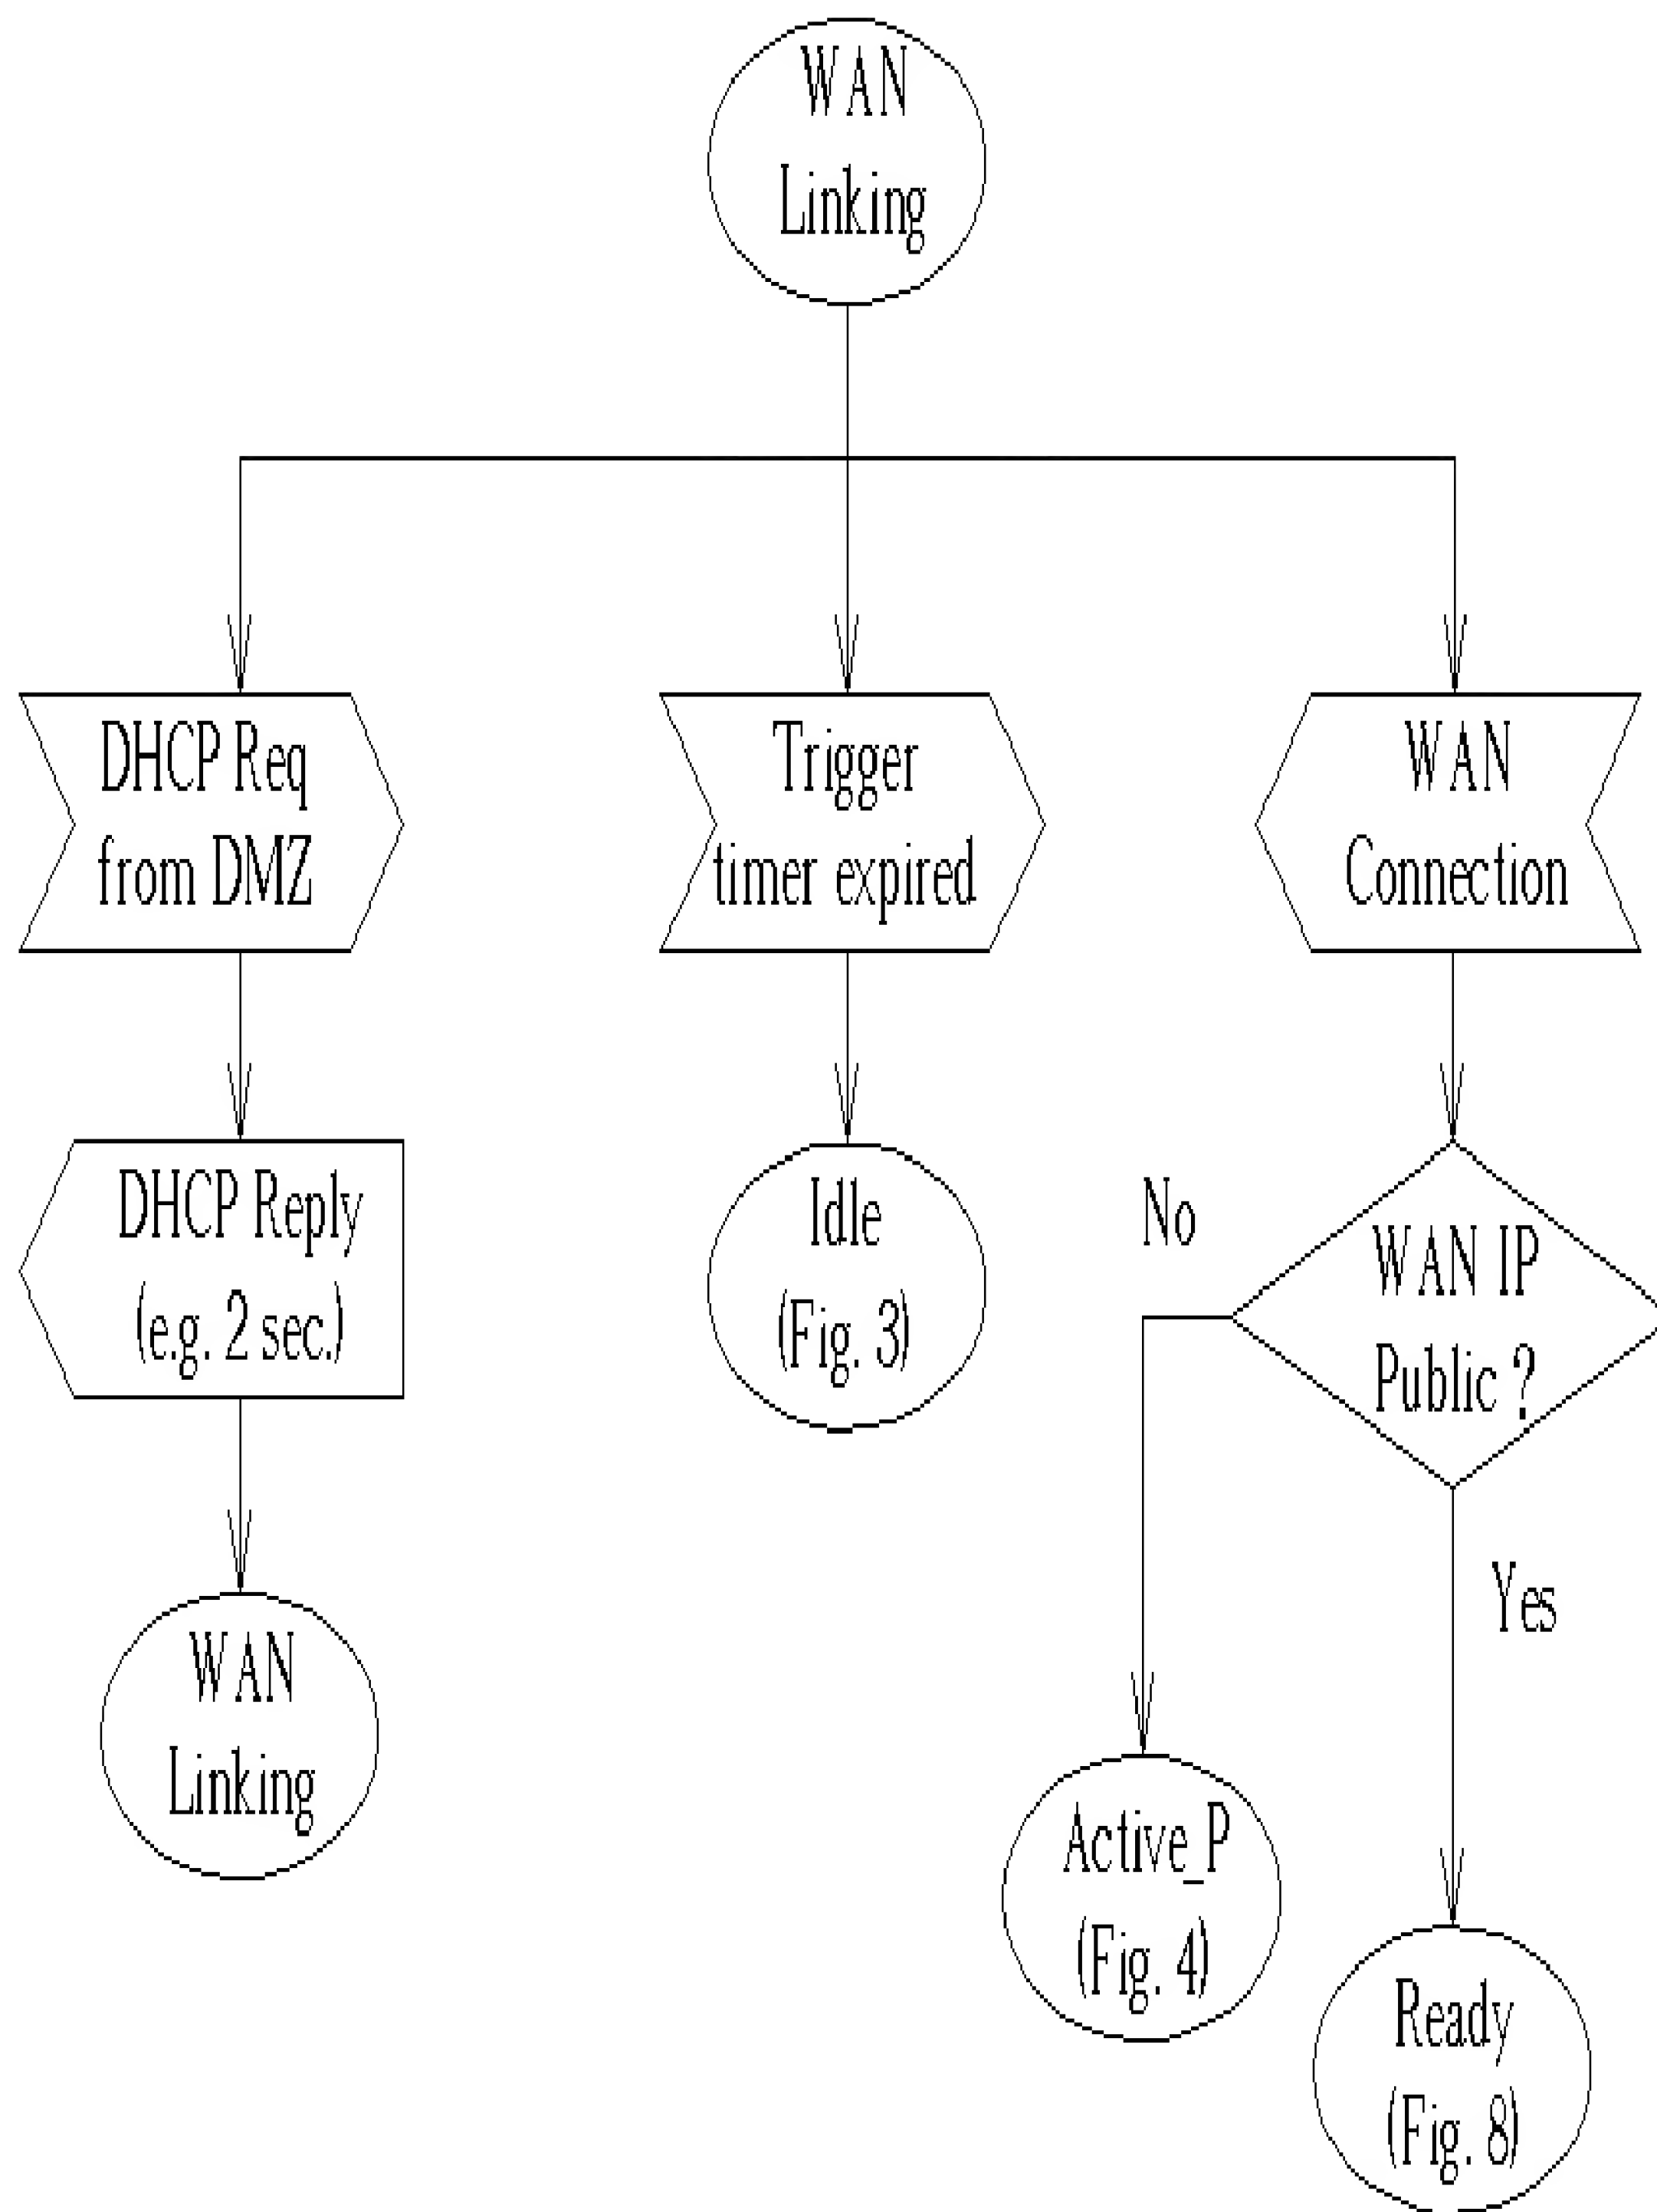 WAN
Linking
DHCP Req
from DMZ
Trigger
timer expired
WAN
Connection
DHCP Reply
(e.g. 2 sec.)
Idle
(Fig. 3)
No
WAN IP
Public ?
Yes
WAN
Linking
Active_P
(Fig. 4)
Ready
(Fig. 8)